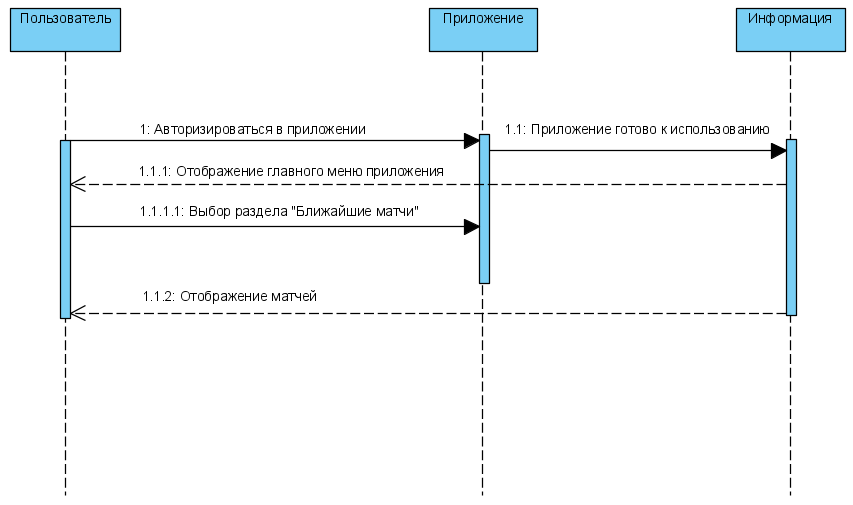 Пользователь
Приложение
Информация
1: Авторизироваться в приложении
1.1: Приложение готово к использованию
1.1.1: Отображение главного меню приложения
1.1.1.1: Выбор раздела "Ближайшие матчи"
1.1.2: Отображение матчей